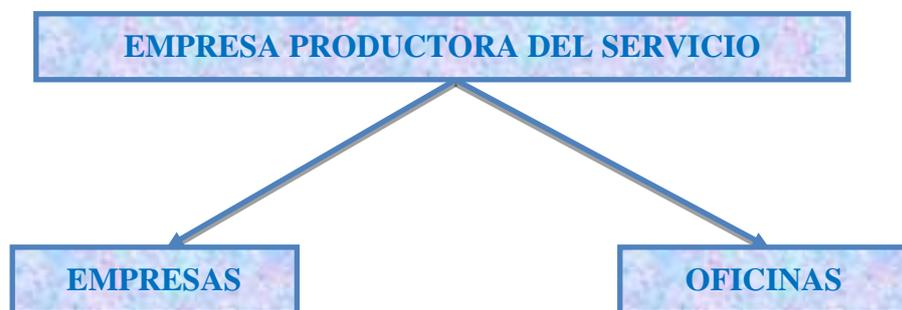 EMPRESA PRODUCTORA DEL SERVICIO
EMPRESAS
OFICINAS